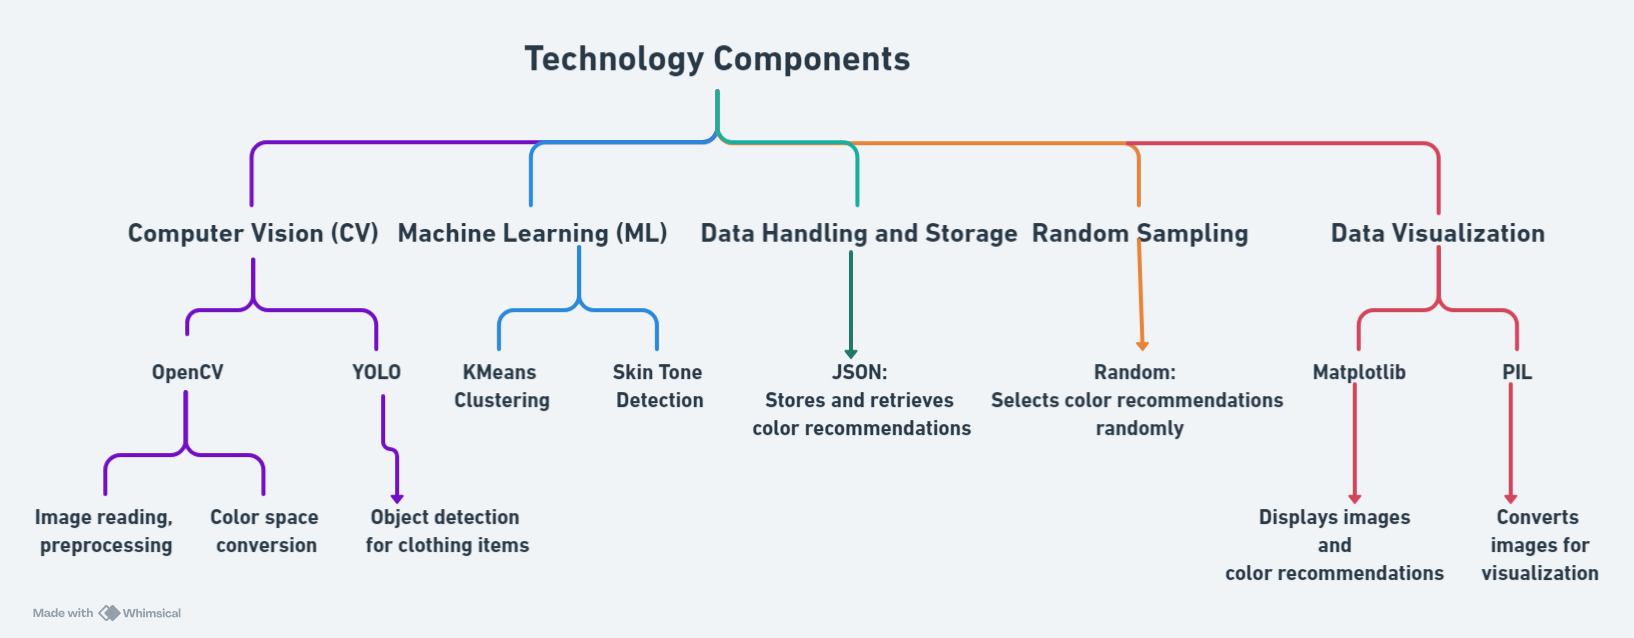 Technology Components
Computer Vision (CV)
Machine Learning (ML)
Data Handling and Storage
Random Sampling
Data Visualization
OpenCV
YOLO
KMeans
Clustering
Skin Tone
Detection
JSON:
Stores and retrieves
color recommendations
Random:
Selects color recommendations
randomly
Matplotlib
PIL
Image reading,
preprocessing
Color space
conversion
Object detection
for clothing items
Displays images
and
color recommendations
Converts
images for
visualization
Made with Whimsical